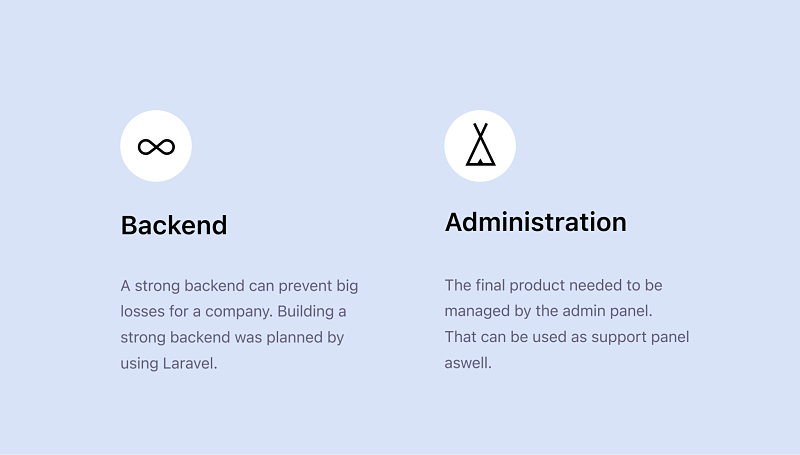 Backend
A strong backend can prevent big
losses for a company. Building a
strong backend was planned by
using Laravel.
Administration
The final product needed to be
managed by the admin panel.
That can be used as support panel
aswell.